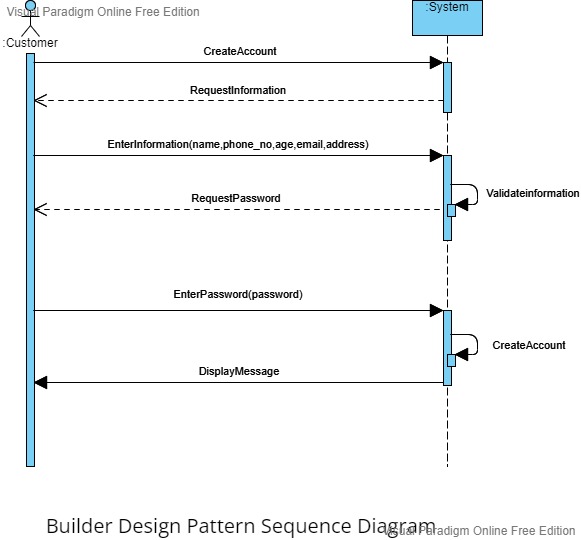 Visual Paradigm Online Free Edition
:System
:Customer
CreateAccount
RequestInformation
EnterInformation(name,phone_no,age,email,address)
Validateinformation
RequestPassword
EnterPassword(password)
CreateAccount
DisplayMessage
Builder Design Pattern Sequence Diagram
Visual Paradigm Online Free Edition